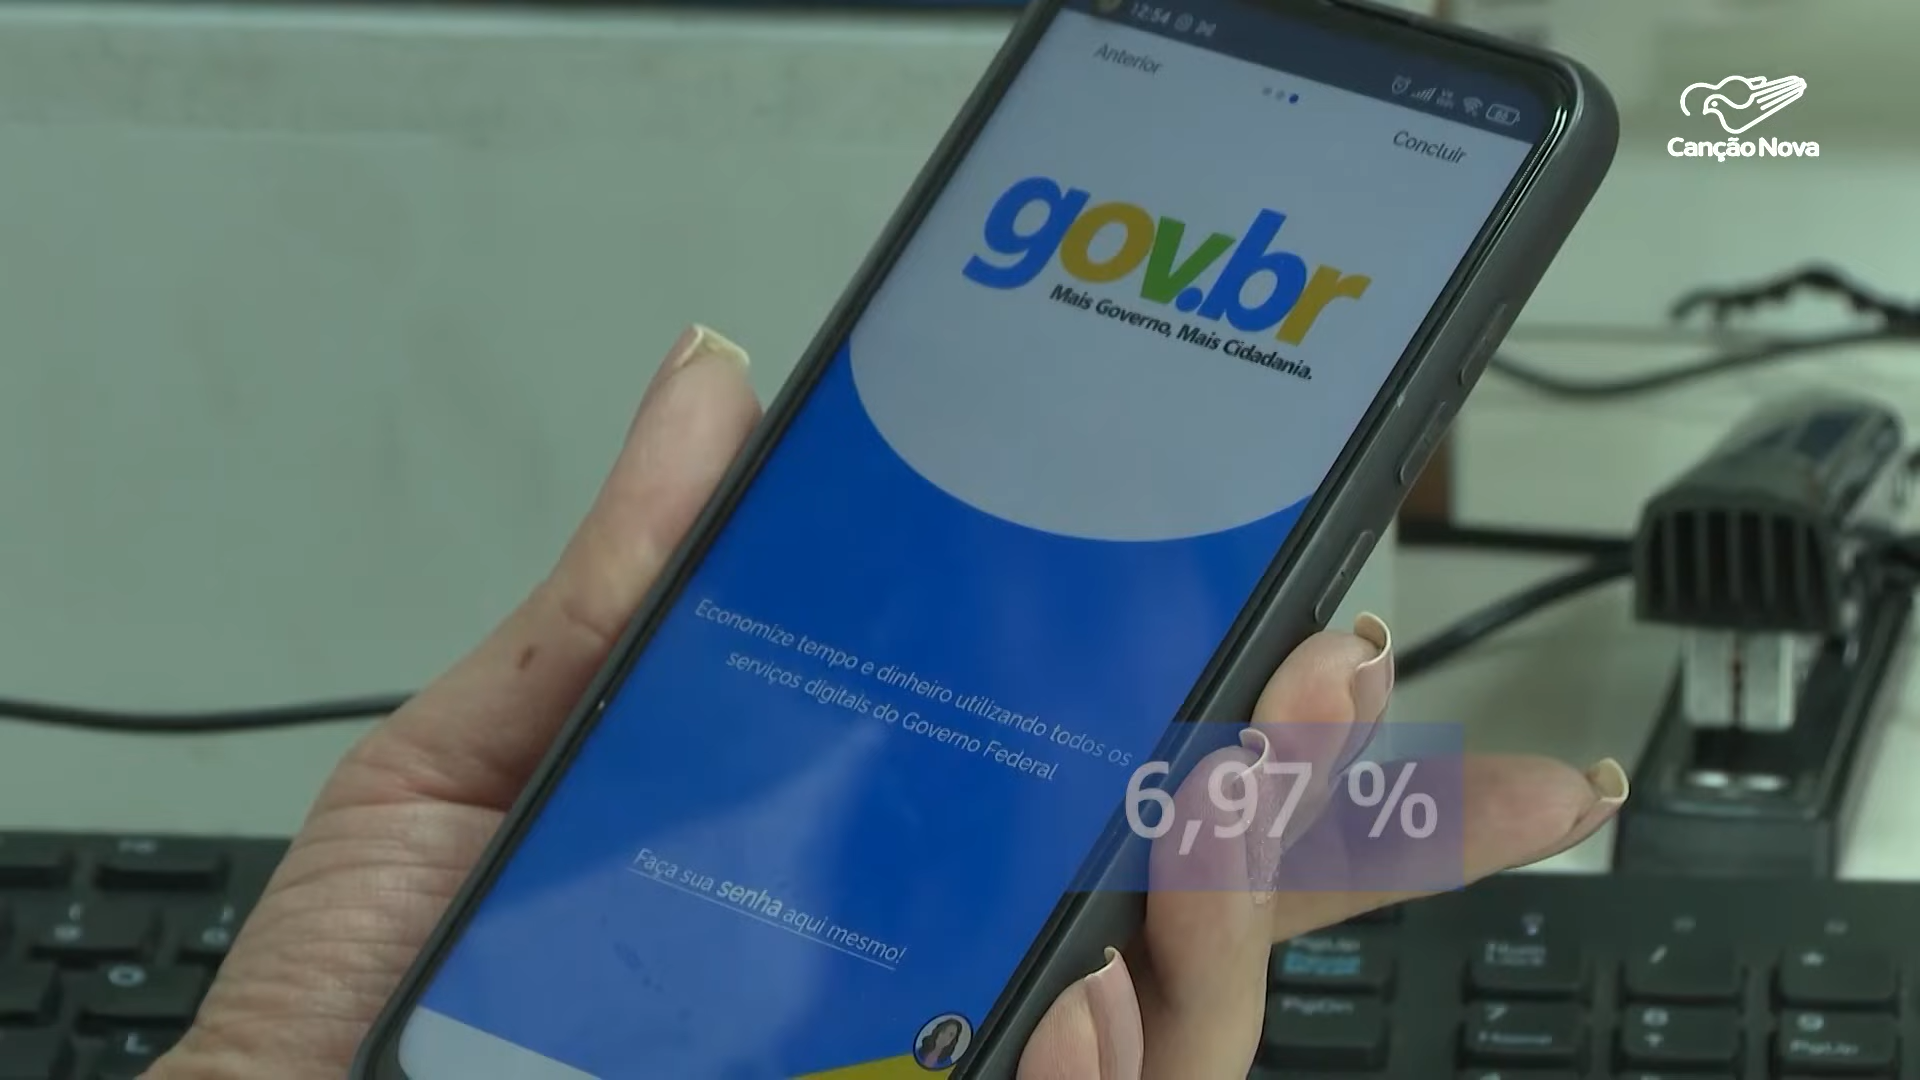 12:54
Anterior
Concluir
Canção Nova
gov.br
Mais Governo, Mais Cidadania.
Economize tempo e dinheiro utilizando todos os
serviços digitais do Governo Federal
6,97 %
Faça sua senha aqui mesmo!